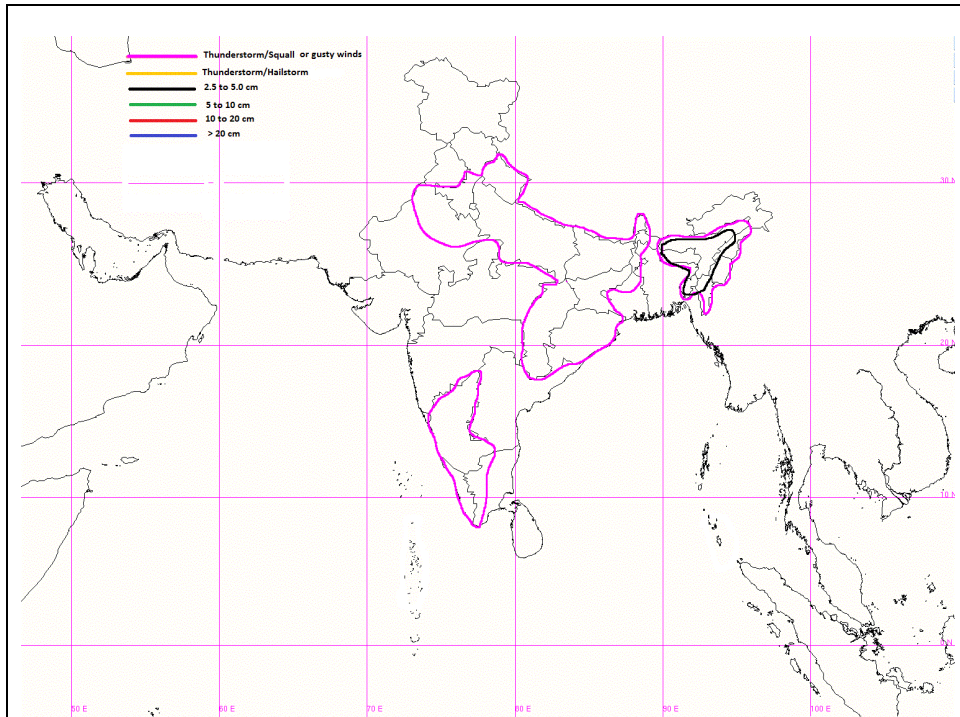 Thunderstorm/Squall or gusty winds
Thunderstorm/Hailstorm
2.5 to 5.0 cm
5 to 10 cm
10 to 20 cm
> 20 cm
30 N
20 N
10 N
50 E
60 E
70 E
80 E
90 E
100 E